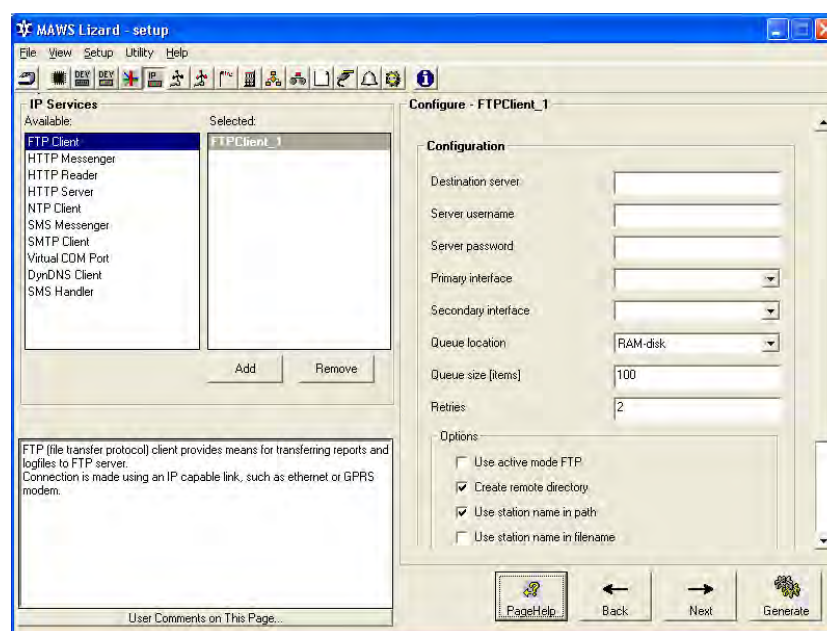 MAWS Lizard - setup
File View Setup Utility Help
IP Services
Available:
Selected:
FTP Client
HTTP Messenger
HTTP Reader
HTTP Server
NTP Client
SMS Messenger
SMTP Client
Virtual COM Port
DynDNS Client
SMS Handler
FTPClient_1
Add
Remove
FTP (file transfer protocol) client provides means for transferring reports and
logfiles to FTP server.
Connection is made using an IP capable link, such as ethernet or GPRS
modem.
User Comments on This Page...
Configure - FTPClient_1
Configuration
Destination server
Server username
Server password
Primary interface
Secondary interface
Queue location RAM-disk
Queue size [items] 100
Retries 2
Options
Use active mode FTP
Create remote directory
Use station name in path
Use station name in filename
PageHelp
Back
Next
Generate